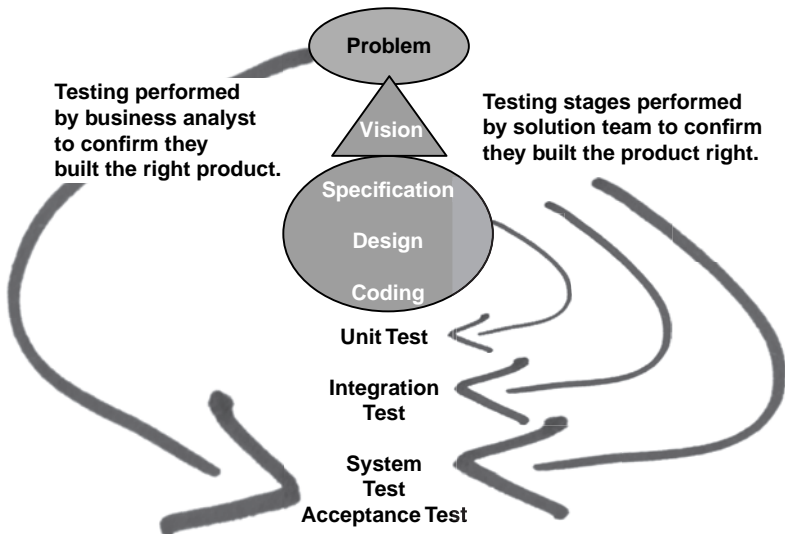 Problem
Testing performed
by business analyst
to confirm they
built the right product.
Vision
Testing stages performed
by solution team to confirm
they built the product right.
Specification
Design
Coding
Unit Test
Integration
Test
System
Test
Acceptance Test